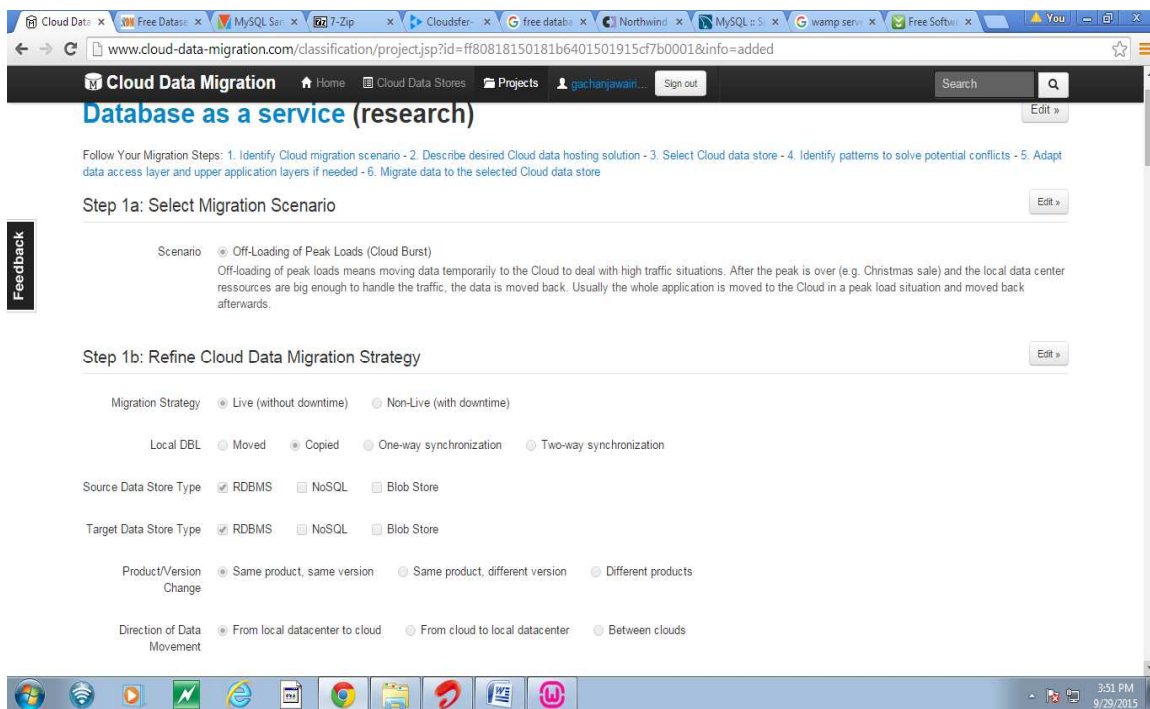 Cloud Data
Free Datase
MySQL San
7-Zip
Cloudsfer-
free databa
Northwind
MySQL :: S
wamp serv
Free Softw
You
www.cloud-data-migration.com/classification/project.jsp?id=ff80818150181b6401501915cf7b0001&info=added
Cloud Data Migration Home Cloud Data Stores Projects gachanjawairi... Sign out Search
Database as a service (research) Edit »
Follow Your Migration Steps: 1. Identify Cloud migration scenario - 2. Describe desired Cloud data hosting solution - 3. Select Cloud data store - 4. Identify patterns to solve potential conflicts - 5. Adapt
data access layer and upper application layers if needed - 6. Migrate data to the selected Cloud data store
Step 1a: Select Migration Scenario Edit »
Feedback
Scenario Off-Loading of Peak Loads (Cloud Burst)
Off-loading of peak loads means moving data temporarily to the Cloud to deal with high traffic situations. After the peak is over (e.g. Christmas sale) and the local data center
ressources are big enough to handle the traffic, the data is moved back. Usually the whole application is moved to the Cloud in a peak load situation and moved back
afterwards.
Step 1b: Refine Cloud Data Migration Strategy Edit »
Migration Strategy Live (without downtime) Non-Live (with downtime)
Local DBL Moved Copied One-way synchronization Two-way synchronization
Source Data Store Type RDBMS NoSQL Blob Store
Target Data Store Type RDBMS NoSQL Blob Store
Product/Version Same product, same version Same product, different version Different products
Change
Direction of Data From local datacenter to cloud From cloud to local datacenter Between clouds
Movement
3:51 PM
9/29/2015